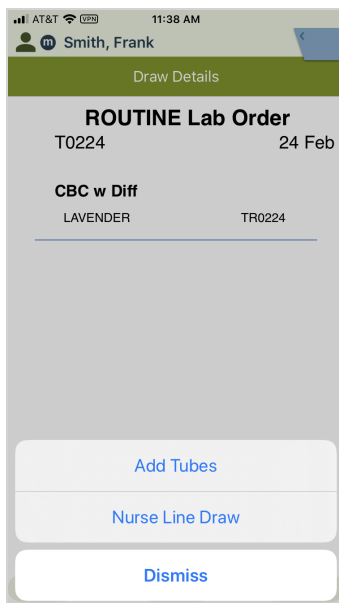 AT&T VPN 11:38 AM
m Smith, Frank
Draw Details
ROUTINE Lab Order
T0224 24 Feb
CBC w Diff
LAVENDER TR0224
Add Tubes
Nurse Line Draw
Dismiss